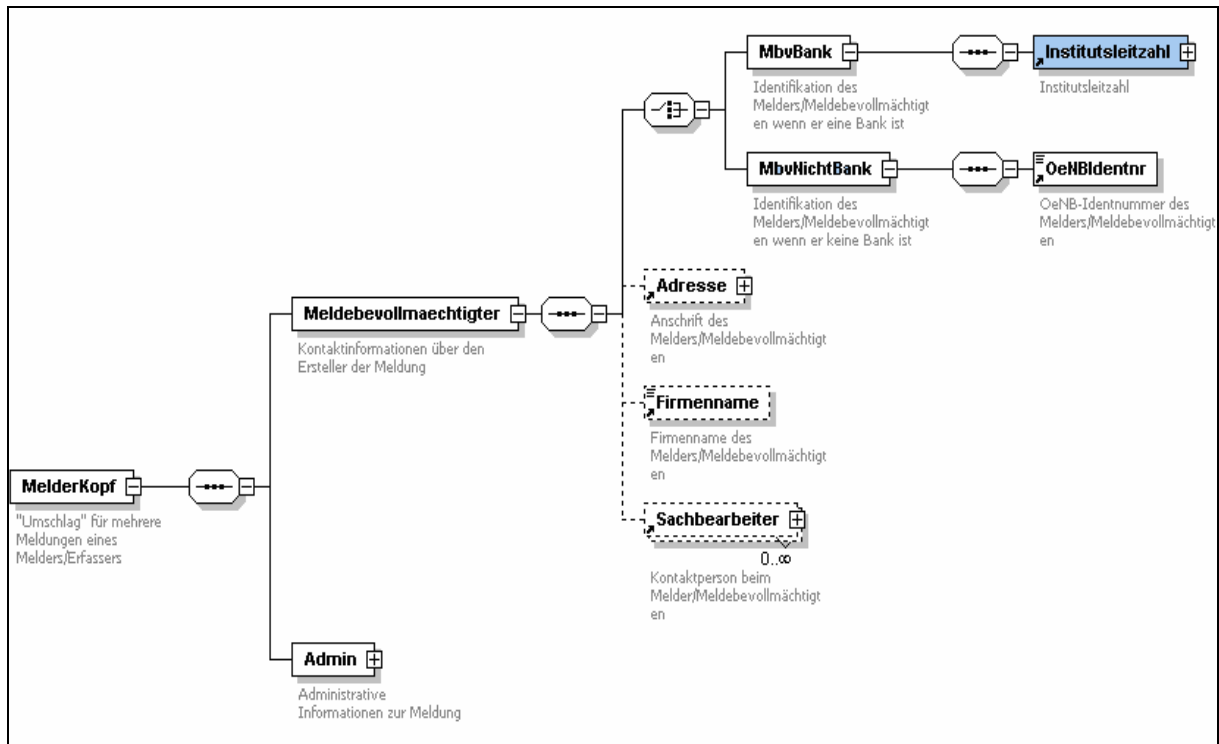 MbvBank
Identifikation des
Melders/Meldebevollmächtigt
en wenn er eine Bank ist
Institutsleitzahl
Institutsleitzahl
MbvNichtBank
Identifikation des
Melders/Meldebevollmächtigt
en wenn er keine Bank ist
OeNBIdentnr
OeNB-Identnummer des
Melders/Meldebevollmächtigt
en
Adresse
Anschrift des
Melders/Meldebevollmächtigt
en
Meldebevollmaechtigter
Kontaktinformationen über den
Ersteller der Meldung
Firmenname
Firmenname des
Melders/Meldebevollmächtigt
en
MelderKopf
"Umschlag" für mehrere
Meldungen eines
Melders/Erfassers
Sachbearbeiter
0..∞
Kontaktperson beim
Melder/Meldebevollmächtigt
en
Admin
Administrative
Informationen zur Meldung